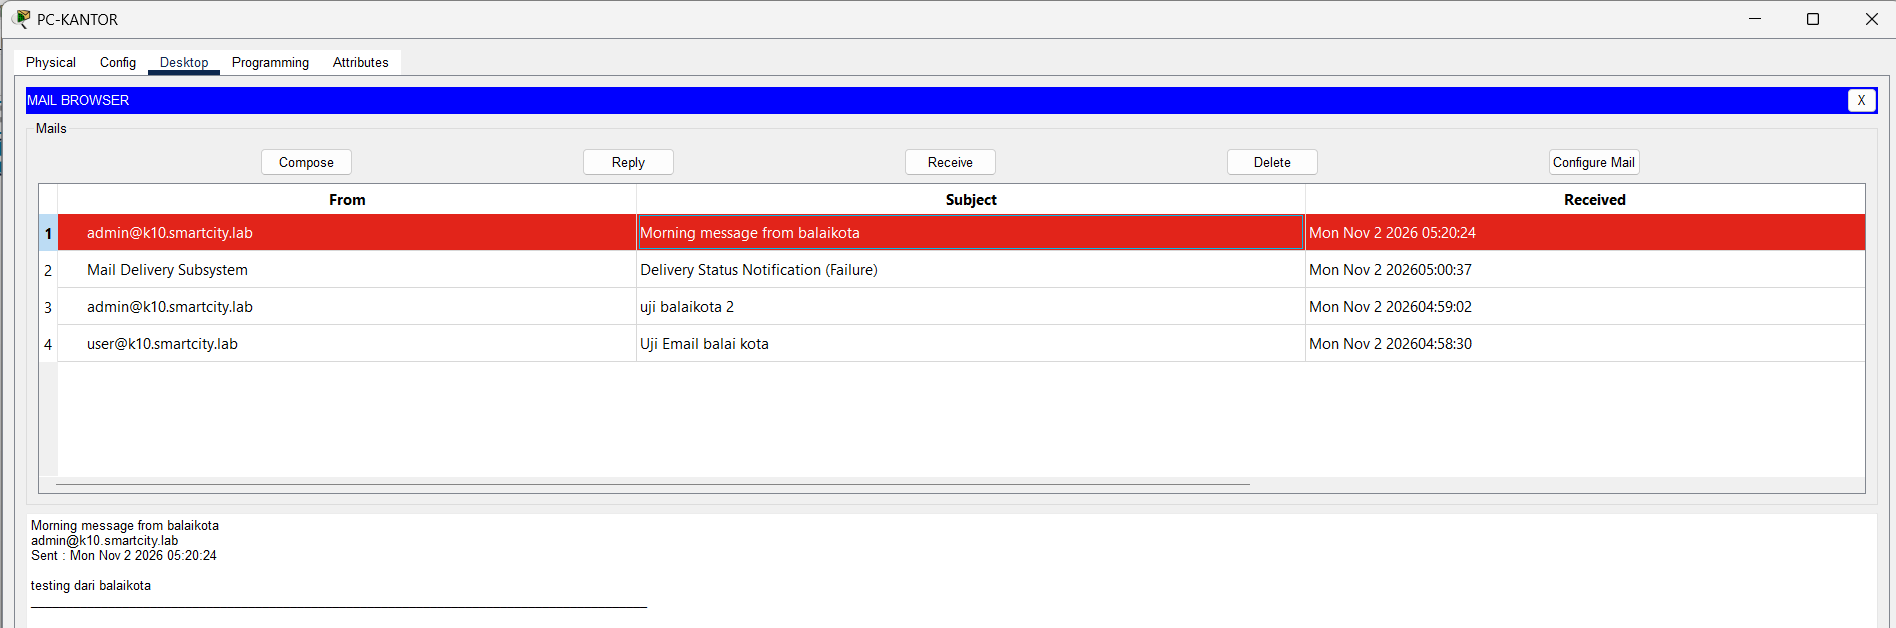 PC-KANTOR
Physical Config Desktop Programming Attributes
MAIL BROWSER X
Mails
Compose Reply Receive Delete Configure Mail
From Subject Received
1 admin@k10.smartcity.lab Morning message from balaikota Mon Nov 2 2026 05:20:24
2 Mail Delivery Subsystem Delivery Status Notification (Failure) Mon Nov 2 202605:00:37
3 admin@k10.smartcity.lab uji balaikota 2 Mon Nov 2 202604:59:02
4 user@k10.smartcity.lab Uji Email balai kota Mon Nov 2 202604:58:30
Morning message from balaikota
admin@k10.smartcity.lab
Sent : Mon Nov 2 2026 05:20:24
testing dari balaikota